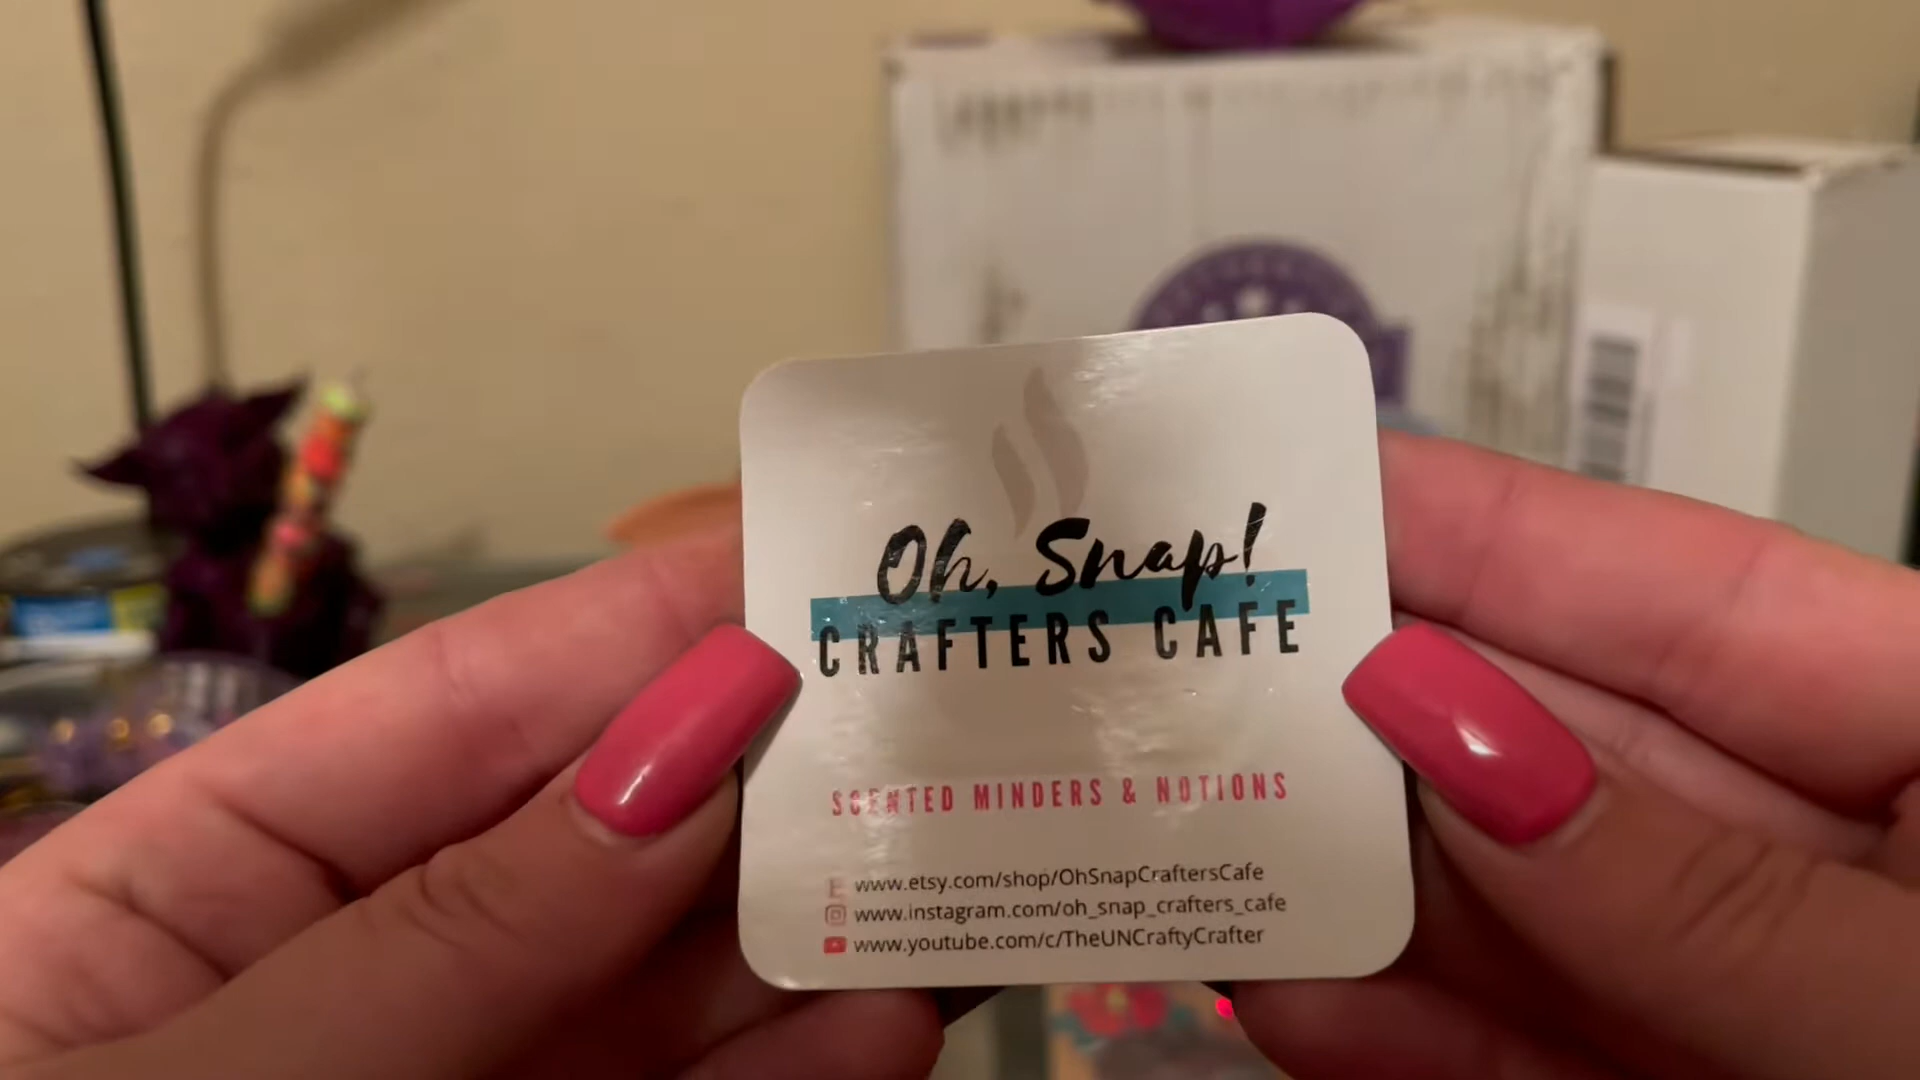 Oh, Snap!
CRAFTERS CAFE
SCENTED MINDERS & NOTIONS
www.etsy.com/shop/OhSnapCraftersCafe
www.instagram.com/oh_snap_crafters_cafe
www.youtube.com/c/TheUNCraftyCrafter